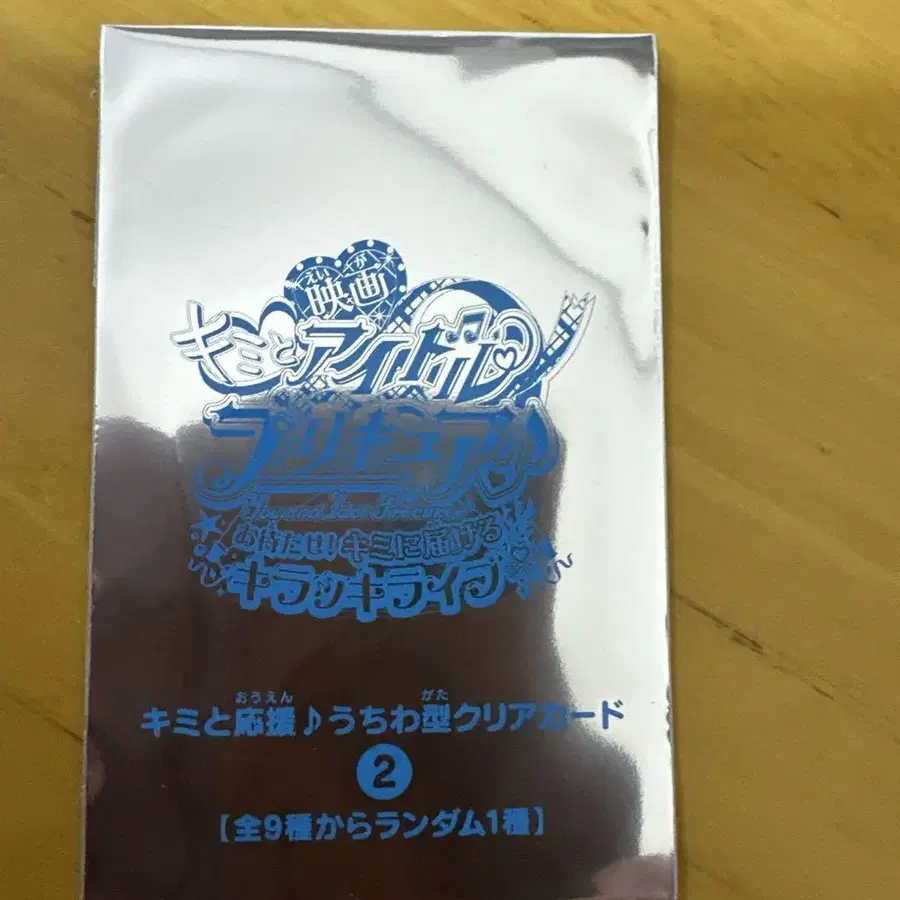 えい が
映画
キミとアイドル
プリキュア♪
お待たせ!キミに届ける
キラッキライブ
おうえん がた
キミと応援♪うちわ型クリアカード
2
【全9種からランダム1種】